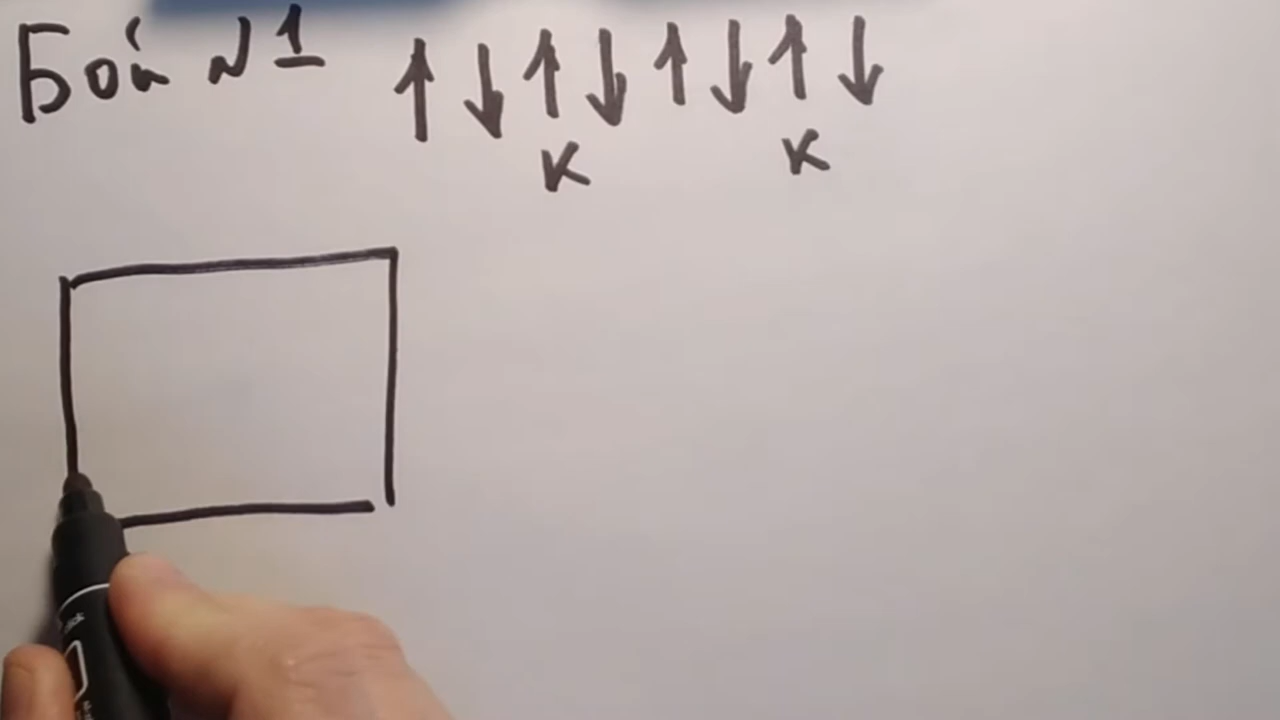 Бой №1 ↑ ↓ ↑ ↓ ↑ ↓ ↑ ↓
к к